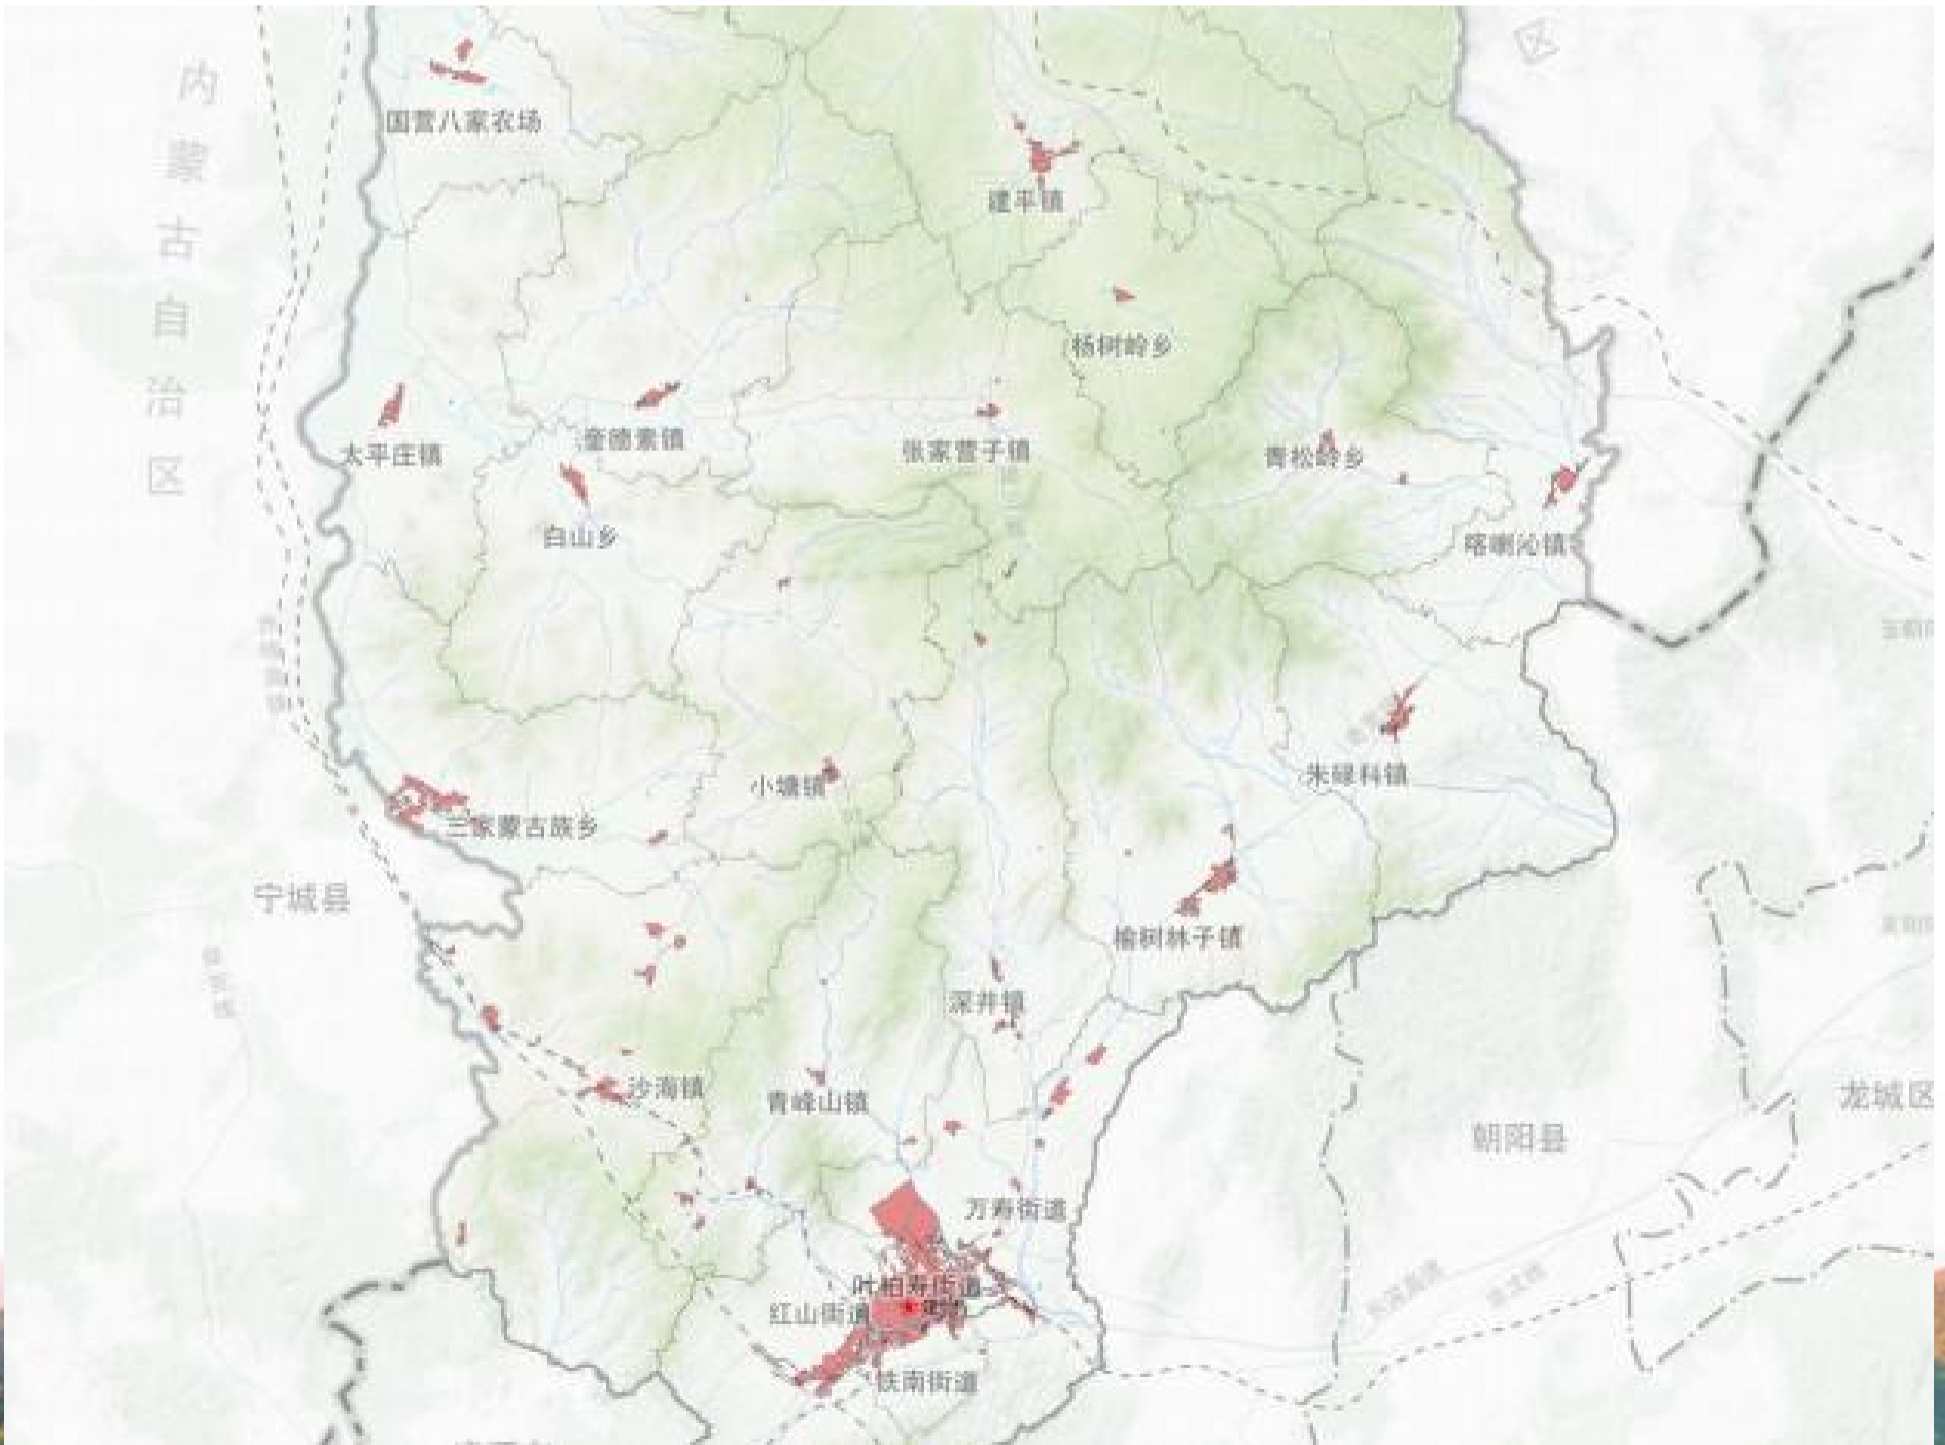 区
内蒙古自治区
国营八家农场
建平镇
杨树岭乡
太平庄镇
奎德素镇
张家营子镇
青松岭乡
白山乡
喀喇沁镇
小塘镇
朱碌科镇
三家蒙古族乡
宁城县
榆树林子镇
深井镇
沙海镇
青峰山镇
龙城区
朝阳县
万寿街道
叶柏寿街道
红山街道
铁南街道